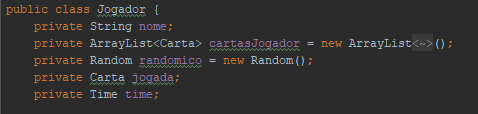 public class Jogador {
private String nome;
private ArrayList<Carta> cartasJogador = new ArrayList<~>();
private Random randomico = new Random();
private Carta jogada;
private Time time;